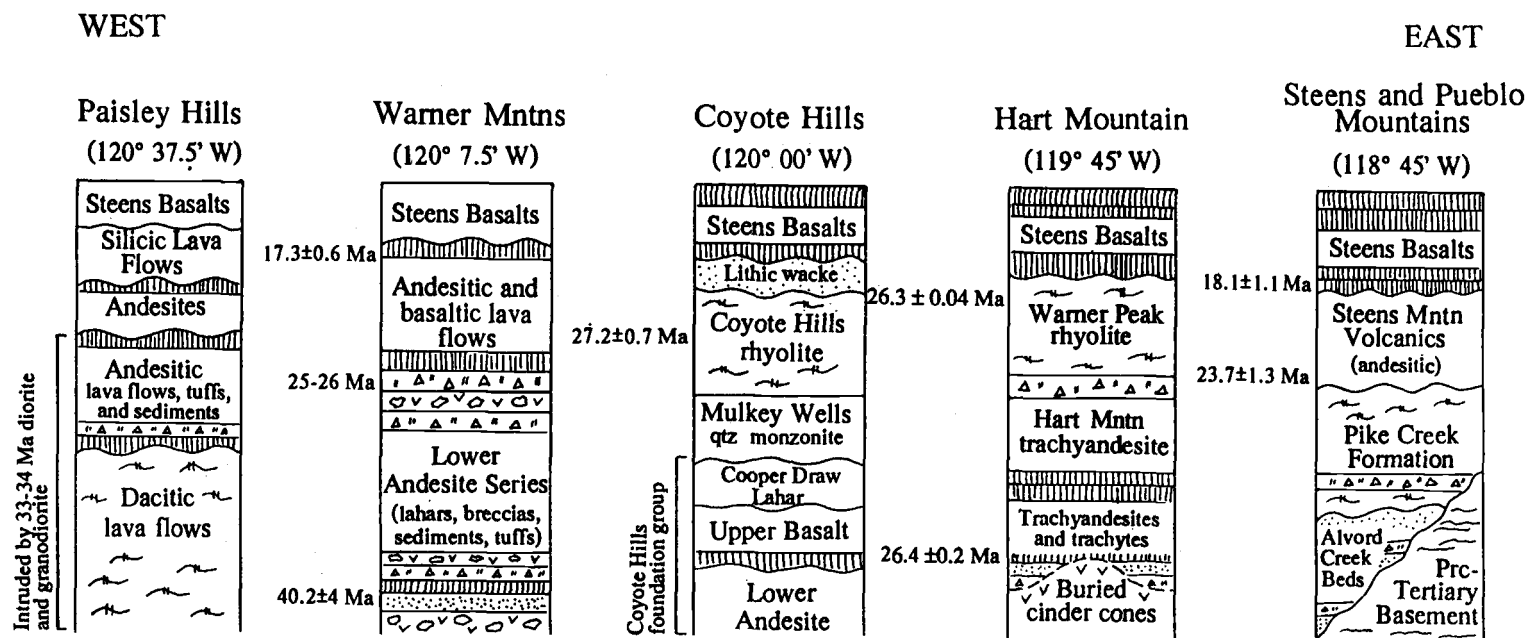 WEST
EAST
Paisley Hills
(120° 37.5' W)
Steens Basalts
Silicic Lava
Flows
Andesites
Andesitic
lava flows, tuffs,
and sediments
Dacitic
lava flows
Intruded by 33-34 Ma diorite
and granodiorite
Warner Mntns
(120° 7.5' W)
Steens Basalts
17.3±0.6 Ma
Andesitic and
basaltic lava
flows
25-26 Ma
Lower
Andesite Series
(lahars, breccias,
sediments, tuffs)
40.2±4 Ma
Coyote Hills
(120° 00' W)
Steens Basalts
Lithic wacke
27.2±0.7 Ma
Coyote Hills
rhyolite
Mulkey Wells
qtz monzonite
Cooper Draw
Lahar
Upper Basalt
Lower
Andesite
Coyote Hills
foundation group
Hart Mountain
(119° 45' W)
Steens Basalts
26.3 ± 0.04 Ma
Warner Peak
rhyolite
Hart Mntn
trachyandesite
Trachyandesites
and trachytes
26.4 ±0.2 Ma
Buried
cinder cones
Steens and Pueblo
Mountains
(118° 45' W)
Steens Basalts
18.1±1.1 Ma
Steens Mntn
Volcanics
(andesitic)
23.7±1.3 Ma
Pike Creek
Formation
Alvord
Creek
Beds
Pre-
Tertiary
Basement